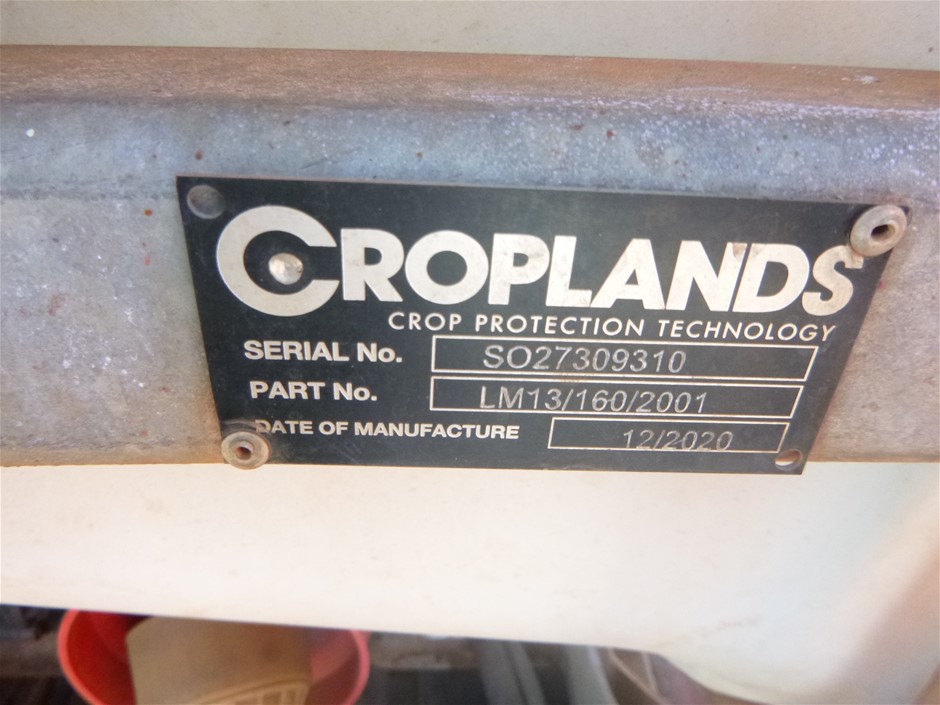 CROPLANDS
CROP PROTECTION TECHNOLOGY
SERIAL No. SO27309310
PART No. LM13/160/2001
DATE OF MANUFACTURE 12/2020